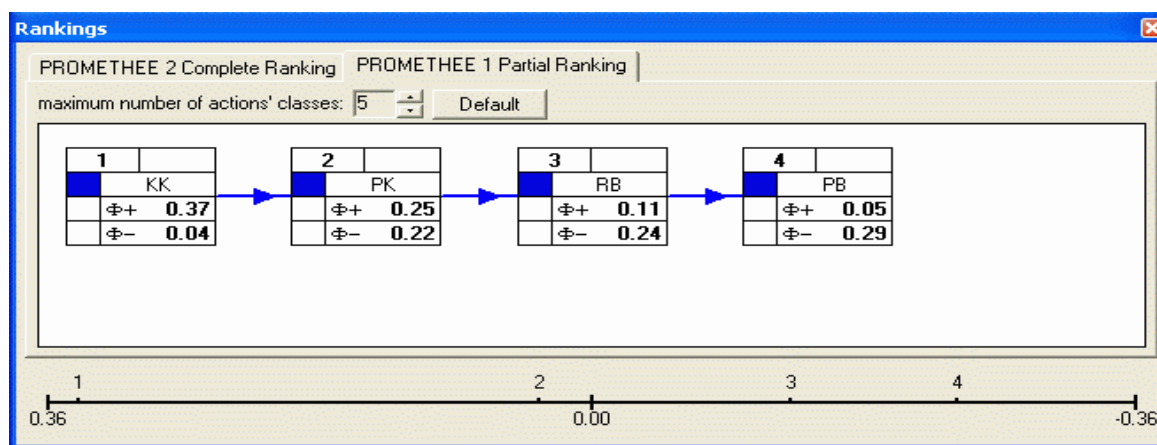 Rankings
PROMETHEE 2 Complete Ranking PROMETHEE 1 Partial Ranking
maximum number of actions' classes: 5 Default
1 2 3 4
KK PK RB PB
Φ+ 0.37 Φ+ 0.25 Φ+ 0.11 Φ+ 0.05
Φ− 0.04 Φ− 0.22 Φ− 0.24 Φ− 0.29
1 2 3 4
0.36 0.00 -0.36